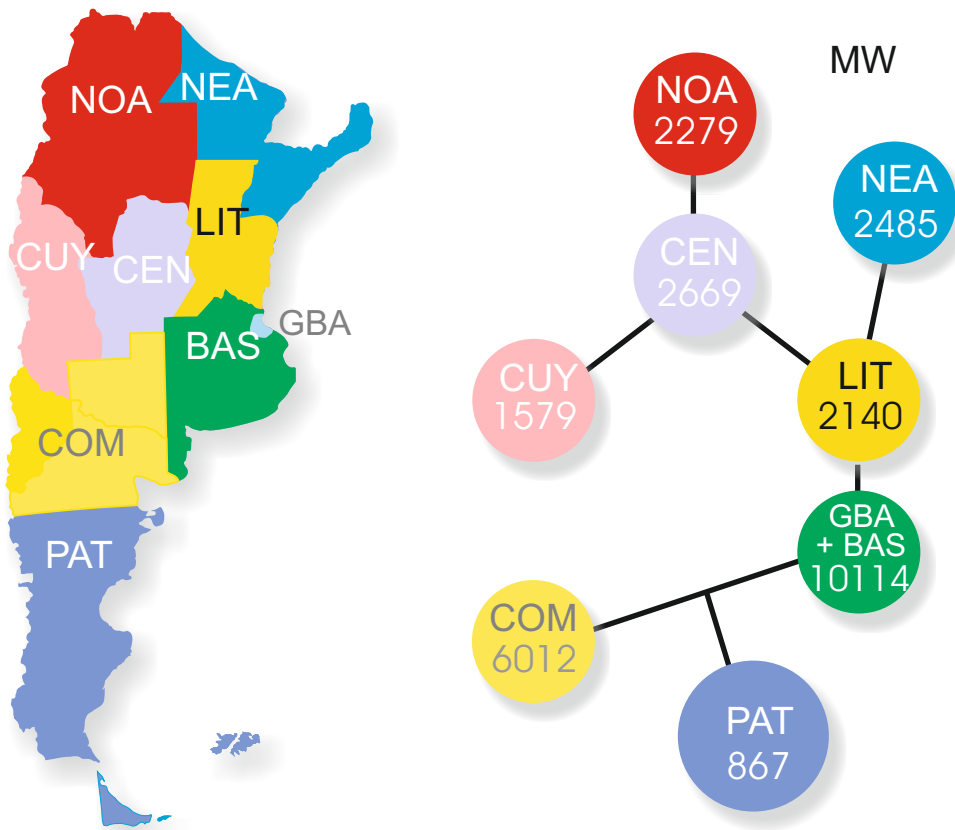 NOA
NEA
LIT
CUY
CEN
BAS
GBA
COM
PAT
MW
NOA
2279
NEA
2485
CEN
2669
CUY
1579
LIT
2140
GBA
+ BAS
10114
COM
6012
PAT
867